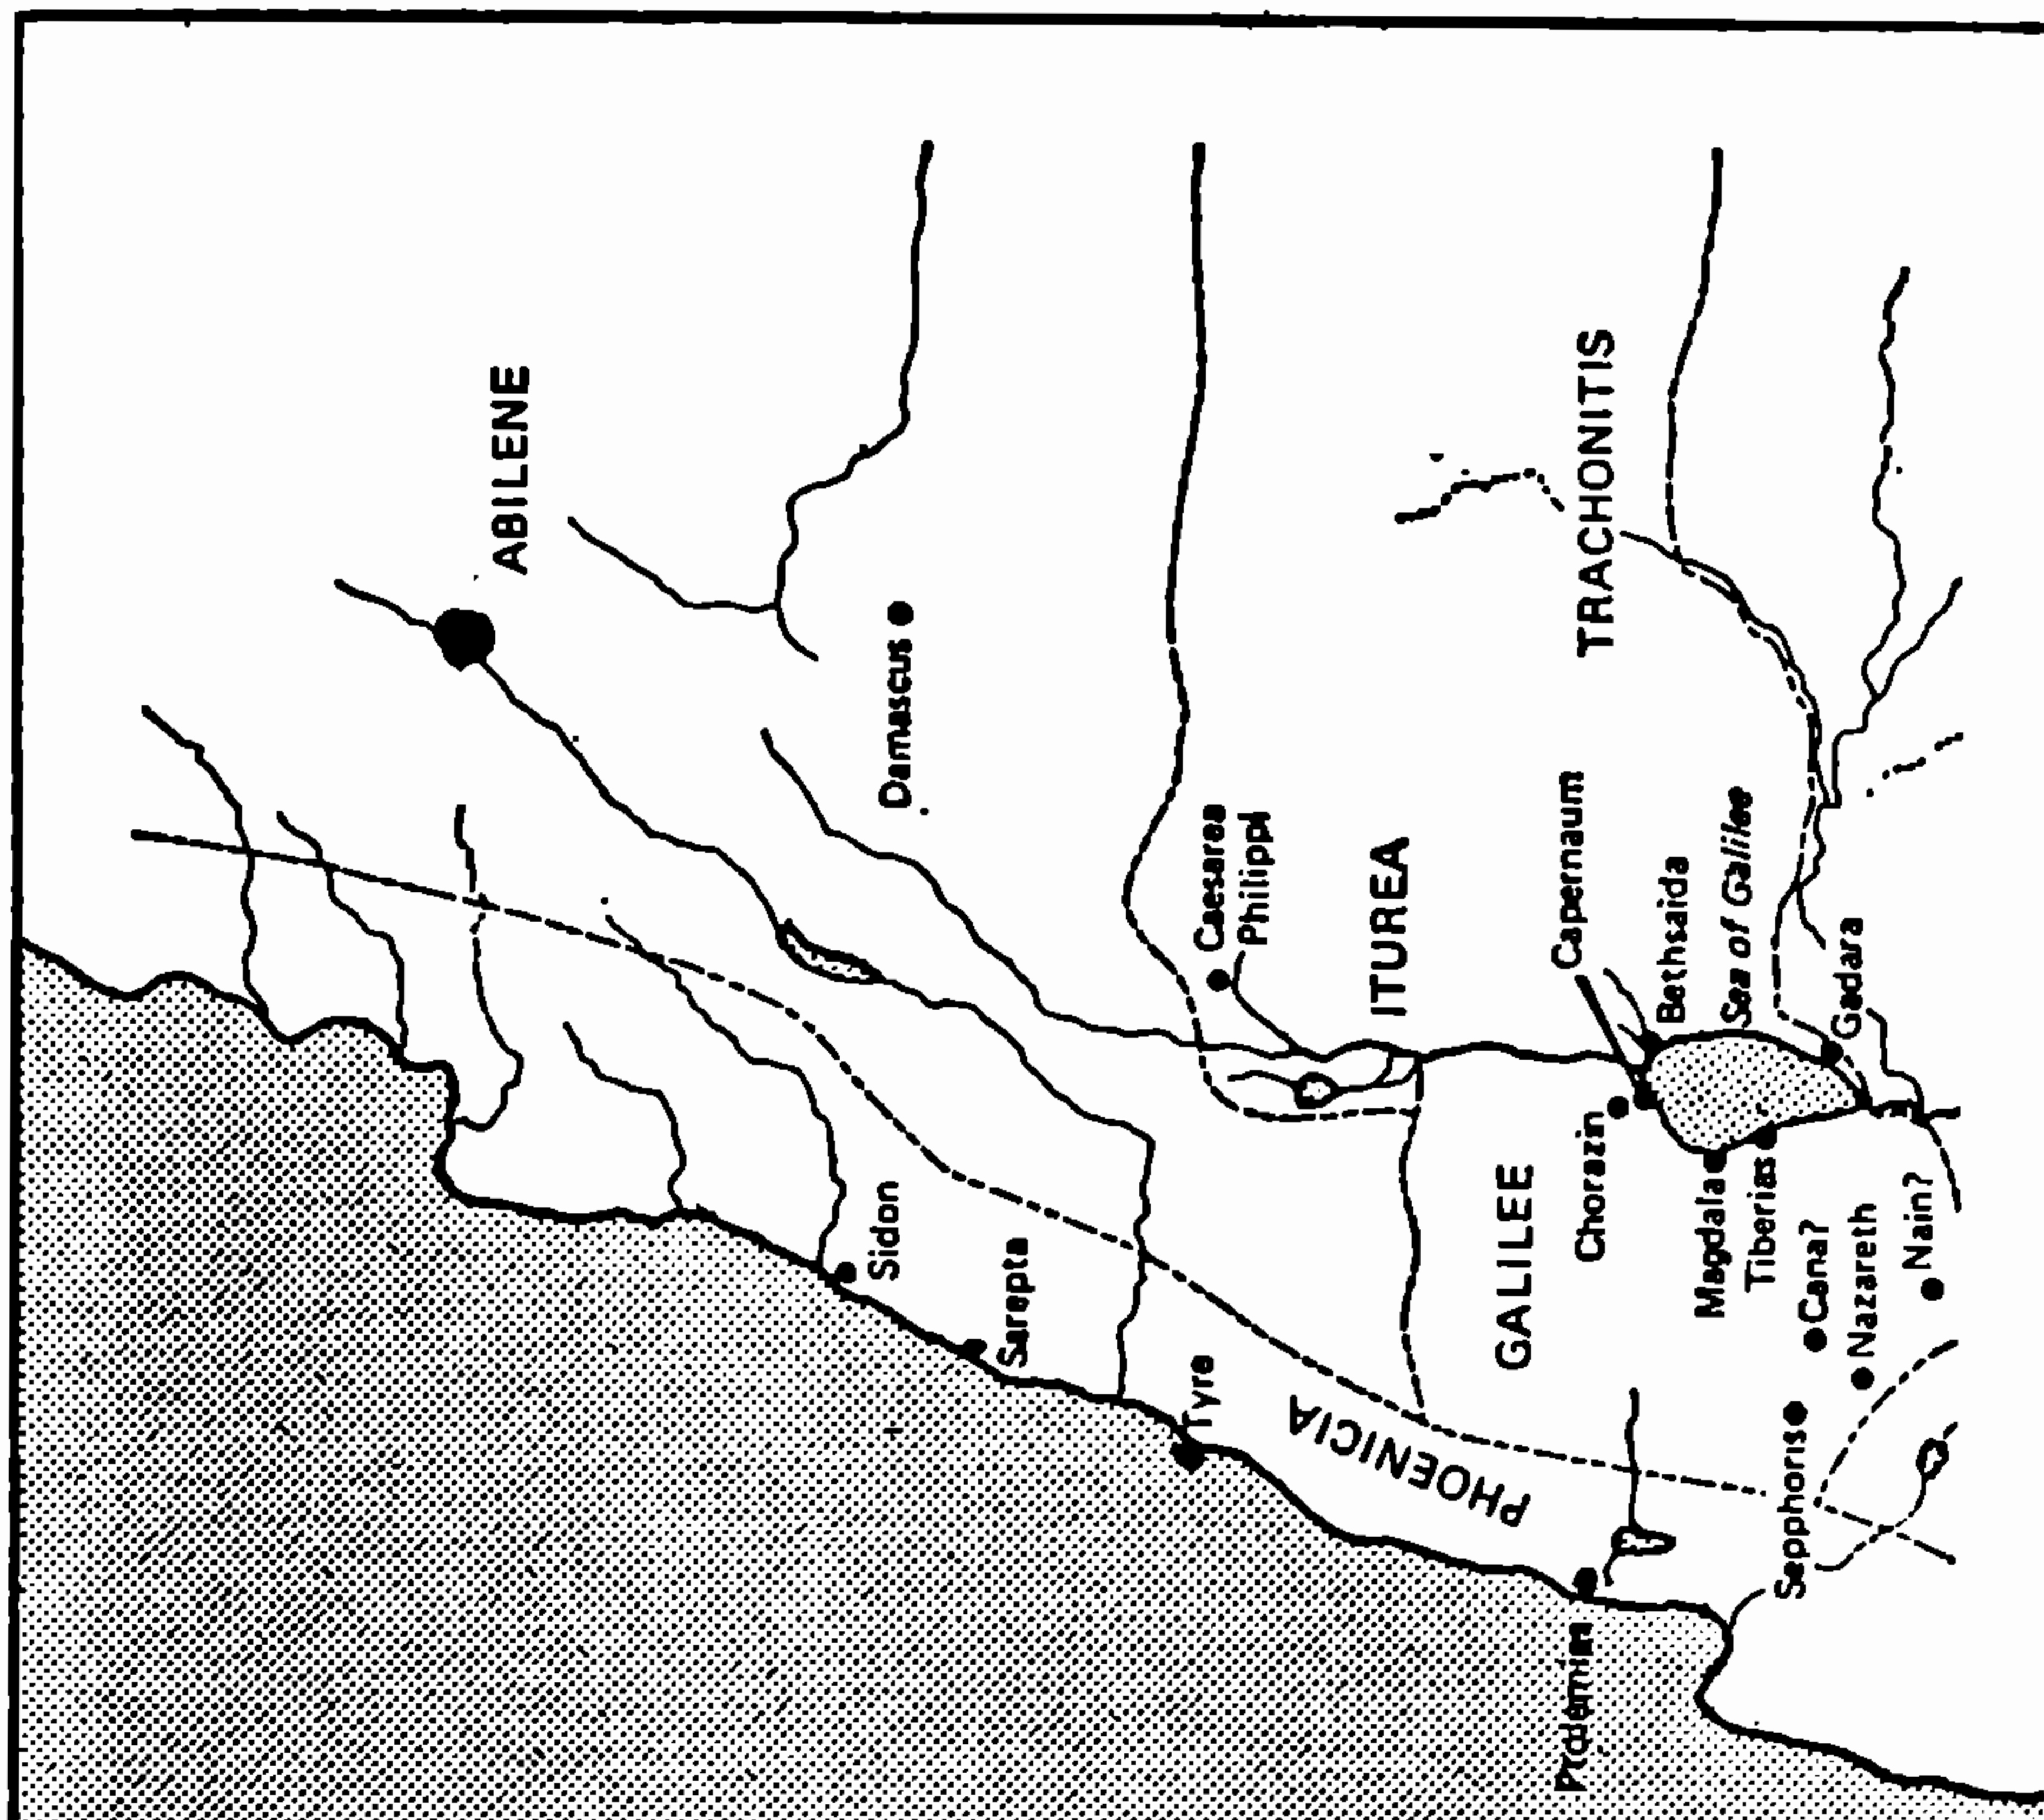 ABILENE
Damascus
Caesarea
Philippi
ITUREA
TRACHONITIS
Capernaum
Bethsaida
Sea of Galilee
Gadara
Sidon
Sarepta
Tyre
PHOENICIA
GALILEE
Chorazin
Magdala
Tiberias
Cana?
Nazareth
Nain?
Sepphoris
Ptolemais